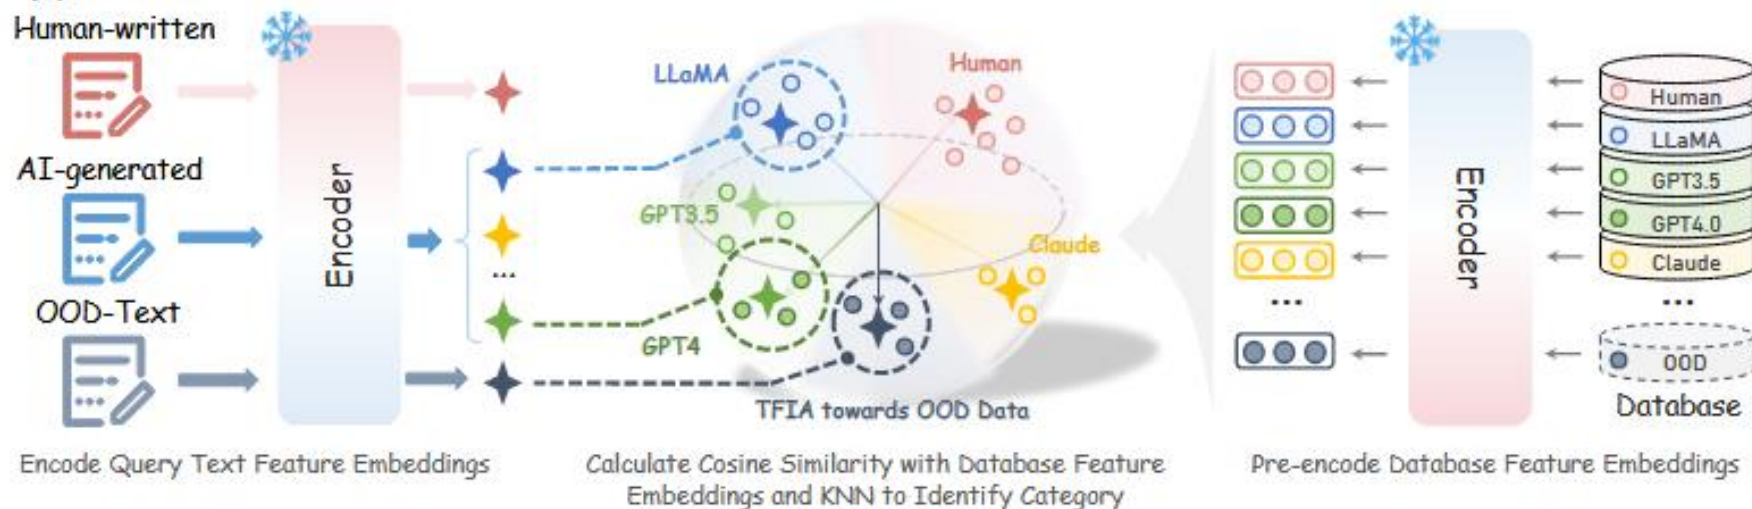 Human-written
AI-generated
OOD-Text
Encoder
...
Encode Query Text Feature Embeddings
LLaMA
Human
GPT3.5
Claude
GPT4
TFIA towards OOD Data
Calculate Cosine Similarity with Database Feature
Embeddings and KNN to Identify Category
...
Encoder
Human
LLaMA
GPT3.5
GPT4.0
Claude
...
OOD
Database
Pre-encode Database Feature Embeddings